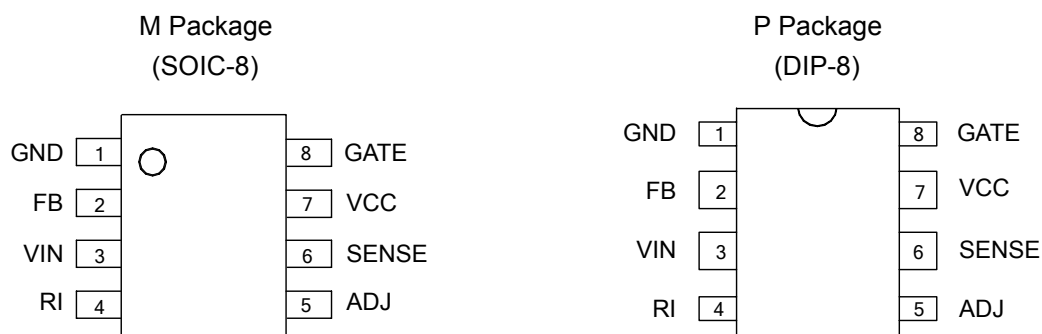 M Package
(SOIC-8)
GND 1 8 GATE
FB 2 7 VCC
VIN 3 6 SENSE
RI 4 5 ADJ
P Package
(DIP-8)
GND 1 8 GATE
FB 2 7 VCC
VIN 3 6 SENSE
RI 4 5 ADJ